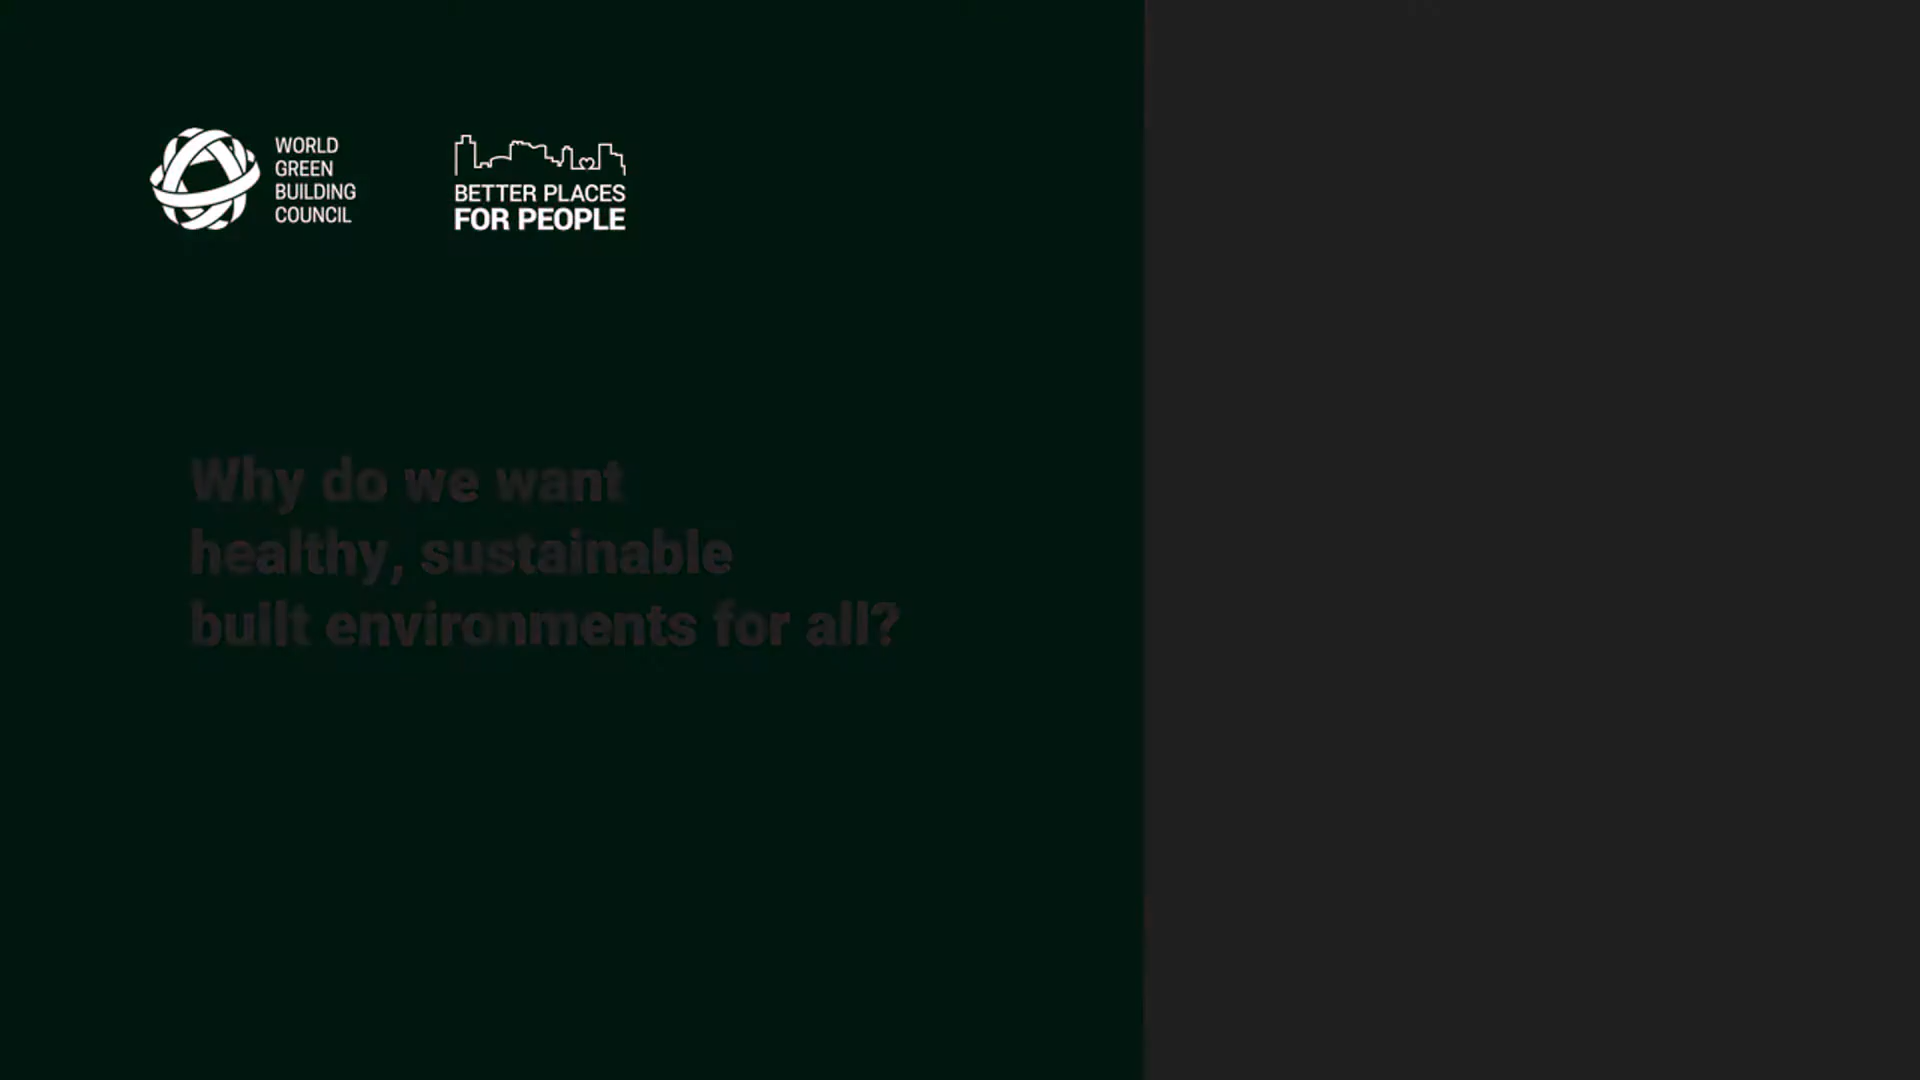 WORLD
GREEN
BUILDING
COUNCIL
BETTER PLACES
FOR PEOPLE
Why do we want
healthy, sustainable
built environments for all?